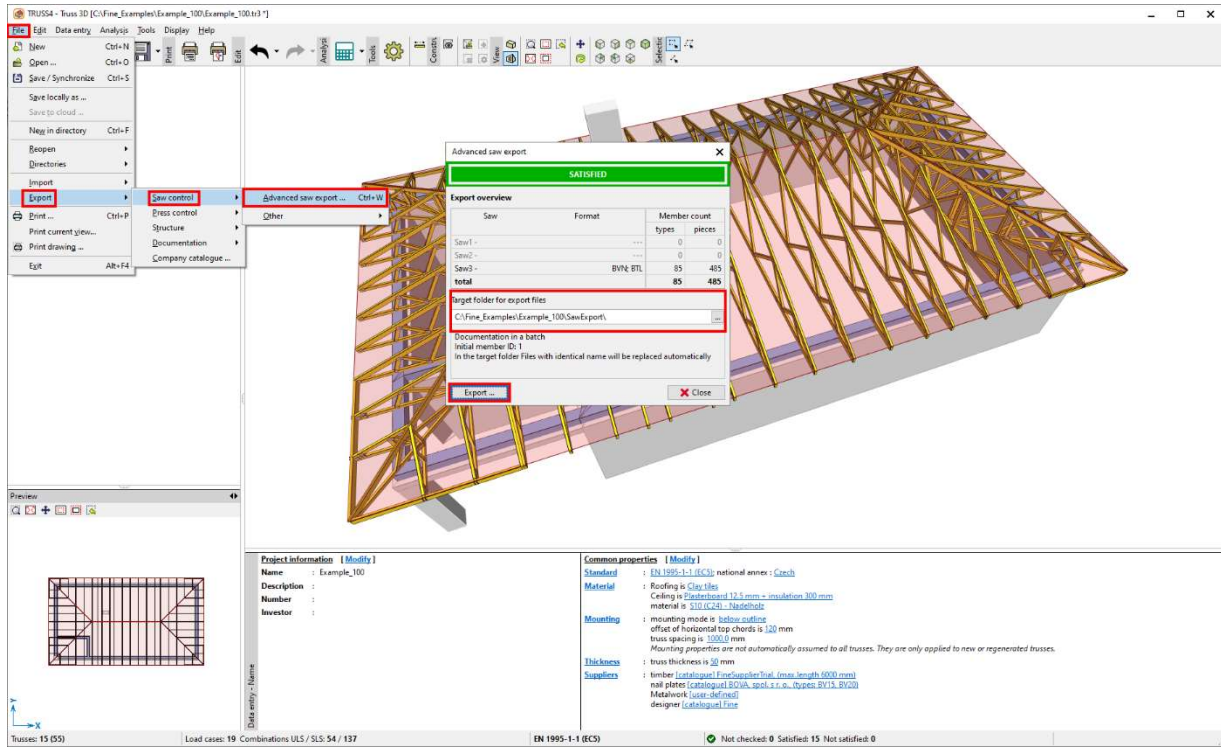 TRUSS4 - Truss 3D [C:\Fine_Examples\Example_100\Example_100.tr3 *]
File Edit Data entry Analysis Tools Display Help
New Ctrl+N
Open ... Ctrl+O
Save / Synchronize Ctrl+S
Save locally as ...
Save to cloud ...
New in directory Ctrl+F
Reopen
Directories
Import
Export
Print ... Ctrl+P
Print current view...
Print drawing ...
Exit Alt+F4
Print
Edit
Analysi
Tools
Constri
View
Selectic
Saw control
Press control
Structure
Documentation
Company catalogue ...
Advanced saw export ... Ctrl+W
Other
Advanced saw export
SATISFIED
Export overview
Saw Format Member count
types pieces
Saw1 - --- 0 0
Saw2 - --- 0 0
Saw3 - BVN; BTL 85 485
total 85 485
Target folder for export files
C:\Fine_Examples\Example_100\SawExport\
...
Documentation in a batch
Initial member ID: 1
In the target folder Files with identical name will be replaced automatically
Export ... Close
Preview
Y
X
Data entry - Name
Project information [Modify]
Name : Example_100
Description :
Number :
Investor :
Common properties [Modify]
Standard : EN 1995-1-1 (EC5); national annex : Czech
Material : Roofing is Clay tiles
Ceiling is Plasterboard 12.5 mm + insulation 300 mm
material is S10 (C24) - Nadelholz
Mounting : mounting mode is below outline
offset of horizontal top chords is 120 mm
truss spacing is 1000,0 mm
Mounting properties are not automatically assumed to all trusses. They are only applied to new or regenerated trusses.
Thickness : truss thickness is 50 mm
Suppliers : timber [catalogue] FineSupplierTrial, (max.length 6000 mm)
nail plates [catalogue] BOVA, spol. s r. o., (types: BV15, BV20)
Metalwork [user-defined]
designer [catalogue] Fine
Trusses: 15 (55) Load cases: 19 Combinations ULS / SLS: 54 / 137 EN 1995-1-1 (EC5) Not checked: 0 Satisfied: 15 Not satisfied: 0